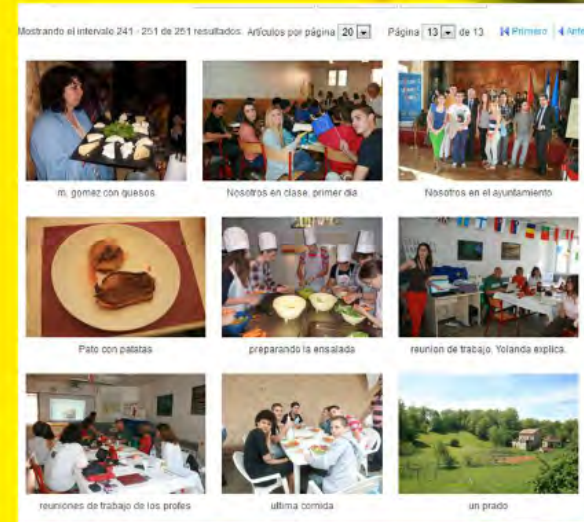 Mostrando el intervalo 241 - 251 de 251 resultados. Artículos por página 20 Página 13 de 13 Primero Ante
m. gomez con quesos
Nosotros en clase, primer dia
Nosotros en el ayuntamiento
Pato con patatas
preparando la ensalada
reunion de trabajo, Yolanda explica.
reuniones de trabajo de los profes
ultima comida
un prado